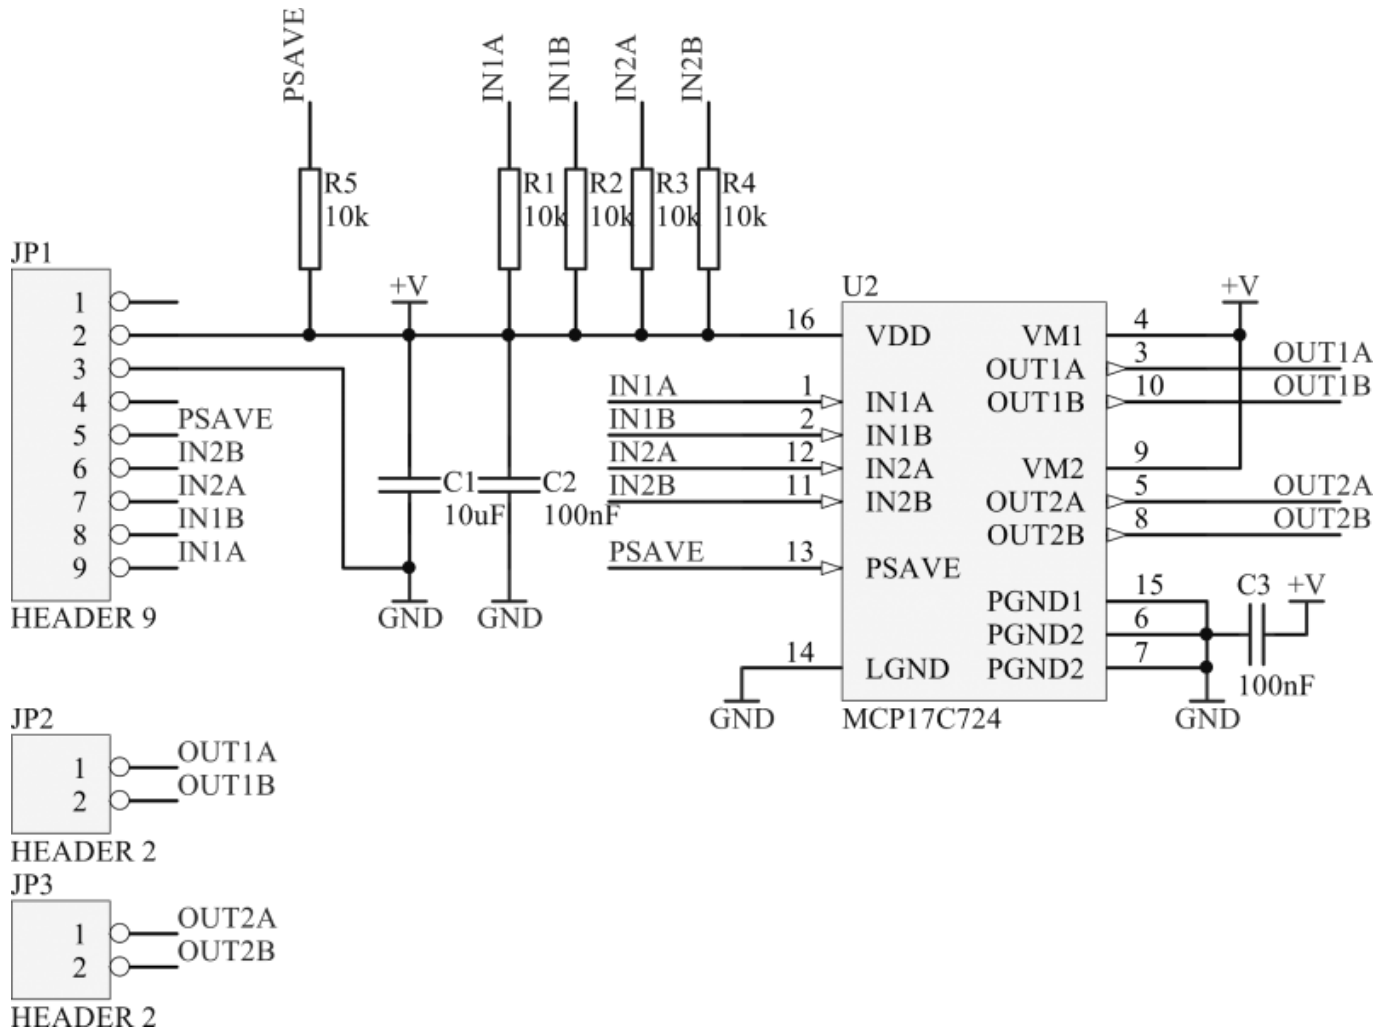 PSAVE
IN1A
IN1B
IN2A
IN2B
R5
10k
R1
10k
R2
10k
R3
10k
R4
10k
JP1
1
2
3
4
5
6
7
8
9
PSAVE
IN2B
IN2A
IN1B
IN1A
HEADER 9
+V
C1
10uF
GND
C2
100nF
GND
U2
16
VDD
IN1A
1
IN1A
IN1B
2
IN1B
IN2A
12
IN2A
IN2B
11
IN2B
PSAVE
13
PSAVE
14
LGND
GND
MCP17C724
+V
VM1
4
OUT1A
3
OUT1A
OUT1B
10
OUT1B
VM2
9
OUT2A
5
OUT2A
OUT2B
8
OUT2B
PGND1
15
PGND2
6
PGND2
7
C3
+V
100nF
GND
JP2
1
OUT1A
2
OUT1B
HEADER 2
JP3
1
OUT2A
2
OUT2B
HEADER 2